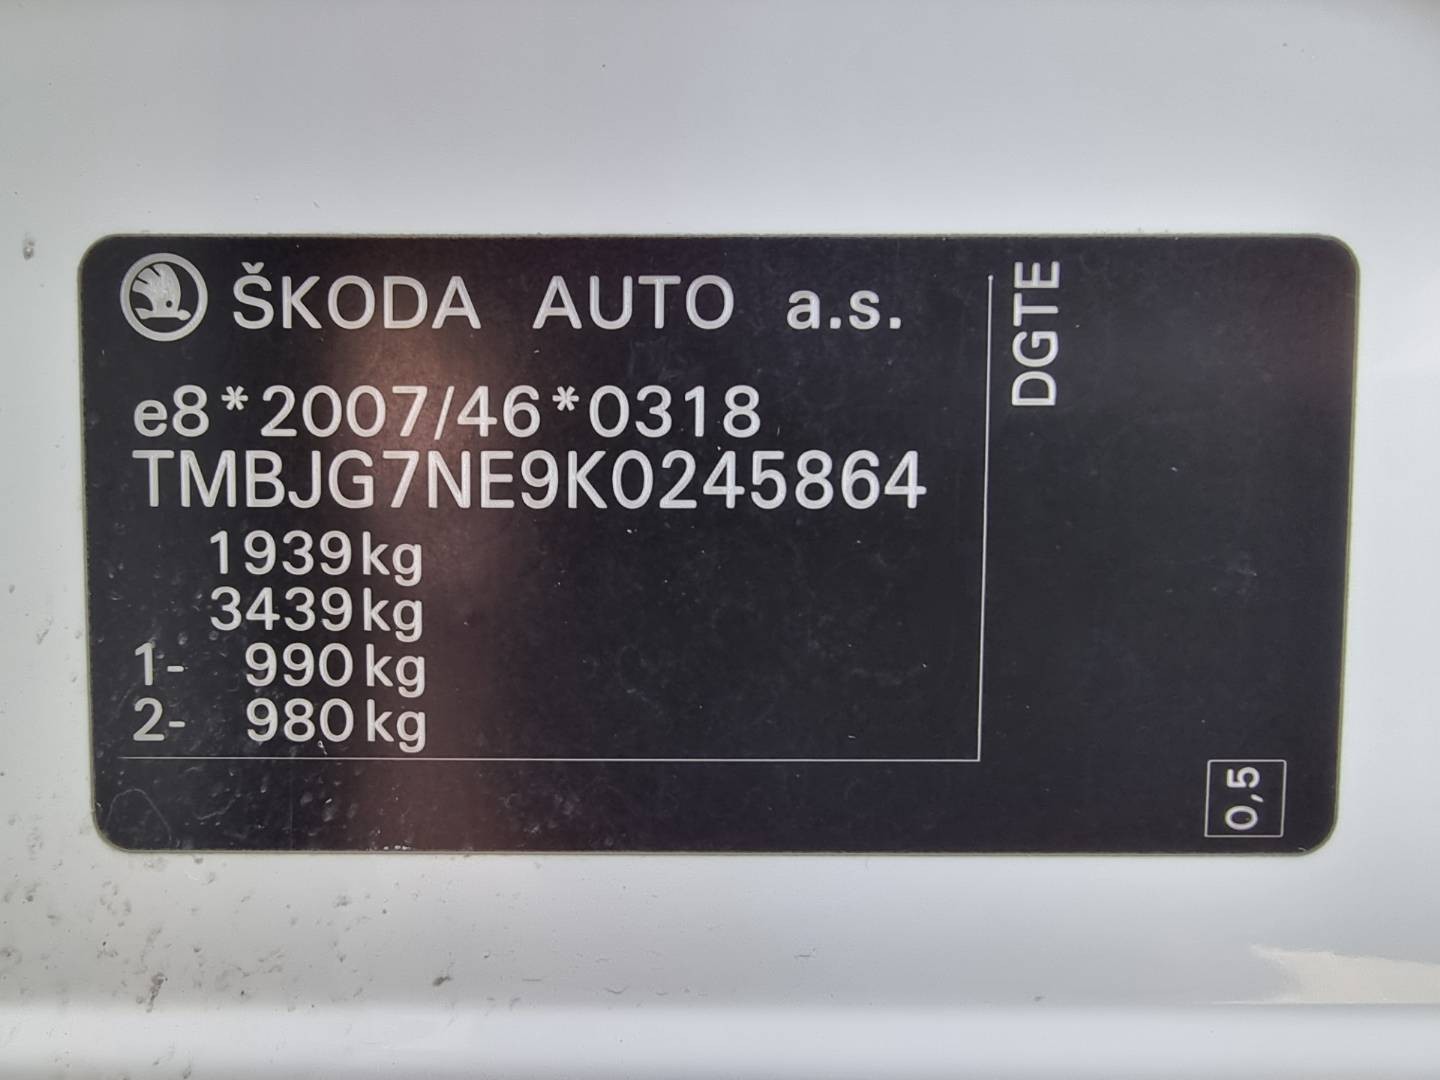 ŠKODA AUTO a.s.
e8*2007/46*0318
TMBJG7NE9K0245864
1939kg
3439kg
1- 990kg
2- 980kg
DGTE
0,5